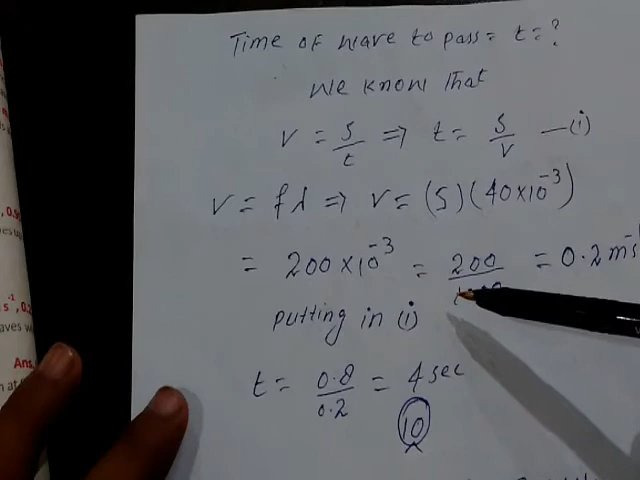 Time of wave to pass = t = ?
We know that
V = S/t ⇒ t = S/V —(i)
V = fλ ⇒ V = (5)(40×10⁻³)
= 200×10⁻³ = 200/ = 0.2 ms⁻¹
putting in (i)
t = 0.8/0.2 = 4 sec
10
Ans.